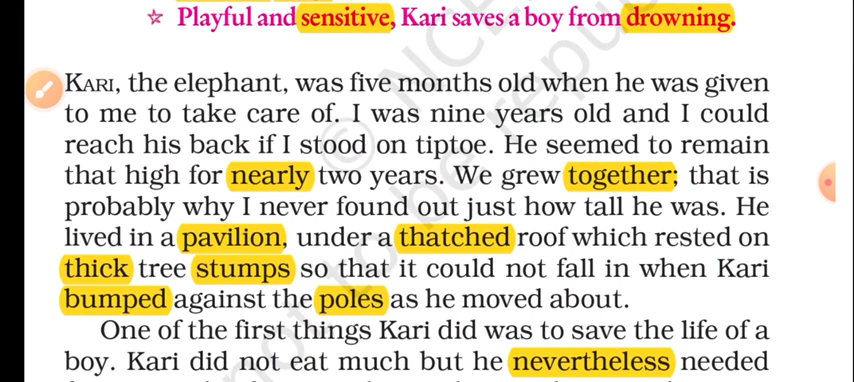 ☆ Playful and sensitive, Kari saves a boy from drowning.
KARI, the elephant, was five months old when he was given
to me to take care of. I was nine years old and I could
reach his back if I stood on tiptoe. He seemed to remain
that high for nearly two years. We grew together; that is
probably why I never found out just how tall he was. He
lived in a pavilion, under a thatched roof which rested on
thick tree stumps so that it could not fall in when Kari
bumped against the poles as he moved about.
One of the first things Kari did was to save the life of a
boy. Kari did not eat much but he nevertheless needed